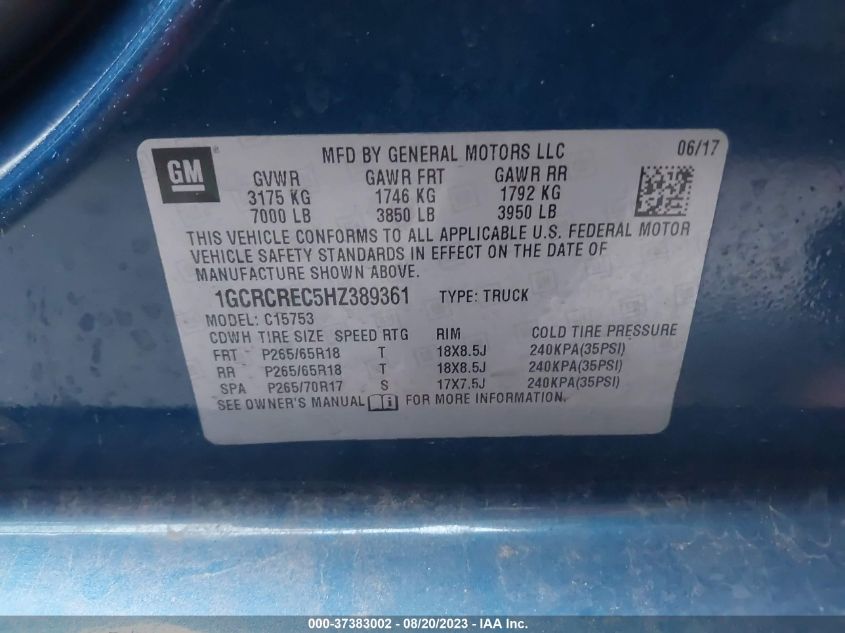 GM
MFD BY GENERAL MOTORS LLC
06/17
GVWR GAWR FRT GAWR RR
3175 KG 1746 KG 1792 KG
7000 LB 3850 LB 3950 LB
THIS VEHICLE CONFORMS TO ALL APPLICABLE U.S. FEDERAL MOTOR
VEHICLE SAFETY STANDARDS IN EFFECT ON THE DATE OF
MANUFACTURE SHOWN ABOVE.
1GCRCREC5HZ389361 TYPE: TRUCK
MODEL: C15753
CDWH TIRE SIZE SPEED RTG RIM COLD TIRE PRESSURE
FRT P265/65R18 T 18X8.5J 240KPA(35PSI)
RR P265/65R18 T 18X8.5J 240KPA(35PSI)
SPA P265/70R17 S 17X7.5J 240KPA(35PSI)
SEE OWNER'S MANUAL i FOR MORE INFORMATION.
000-37383002 - 08/20/2023 - IAA Inc.